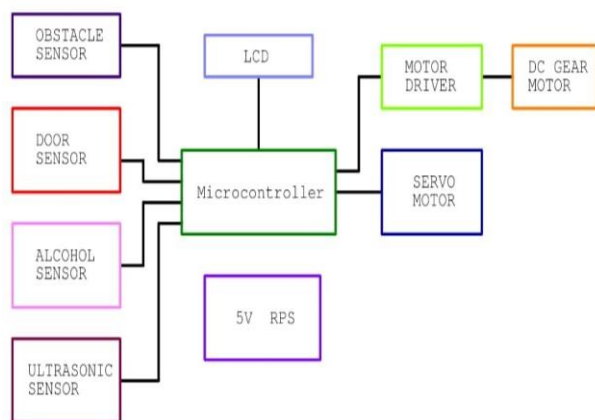 OBSTACLE
SENSOR
LCD
MOTOR
DRIVER
DC GEAR
MOTOR
DOOR
SENSOR
Microcontroller
SERVO
MOTOR
ALCOHOL
SENSOR
5V RPS
ULTRASONIC
SENSOR